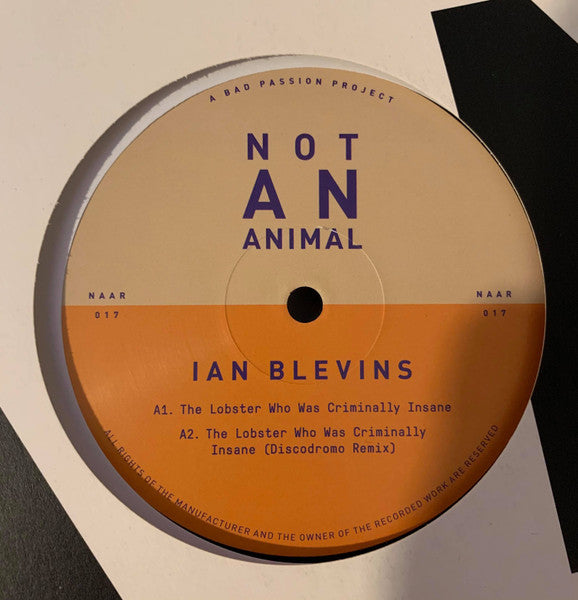 A BAD PASSION PROJECT
NOT
AN
ANIMÀL
NAAR
017
NAAR
017
IAN BLEVINS
A1. The Lobster Who Was Criminally Insane
A2. The Lobster Who Was Criminally
Insane (Discodromo Remix)
ALL RIGHTS OF THE MANUFACTURER AND THE OWNER OF THE RECORDED WORK ARE RESERVED